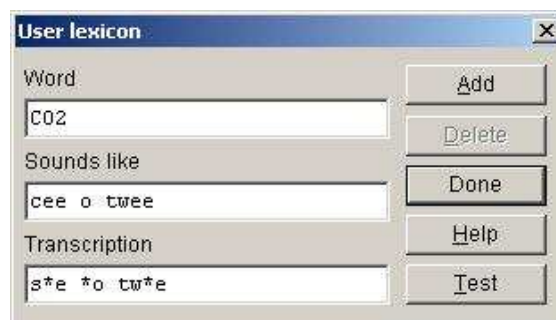 User lexicon
Word
CO2
Sounds like
cee o twee
Transcription
s*e *o tw*e
Add
Delete
Done
Help
Test